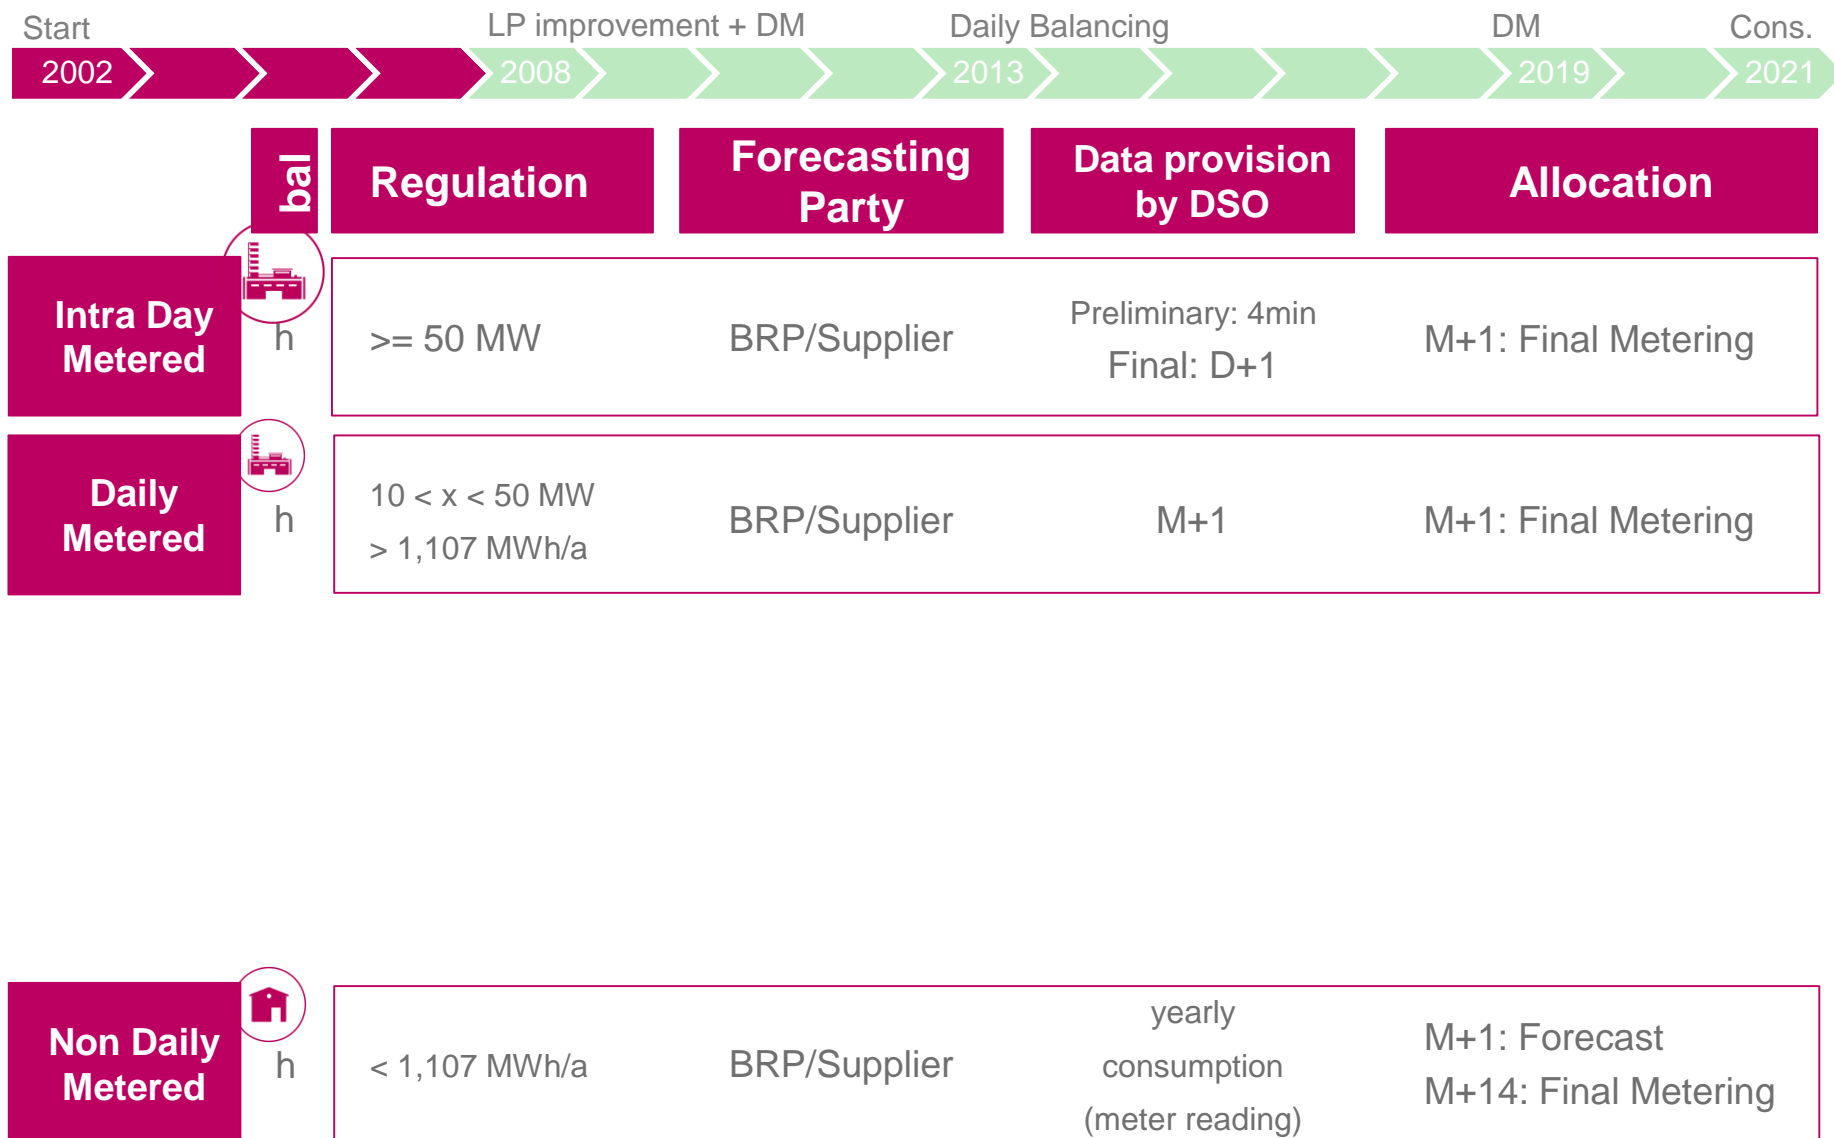 Start
LP improvement + DM
Daily Balancing
DM
Cons.
2002
2008
2013
2019
2021
bal
Regulation
Forecasting
Party
Data provision
by DSO
Allocation
Intra Day
Metered
h
>= 50 MW
BRP/Supplier
Preliminary: 4min
Final: D+1
M+1: Final Metering
Daily
Metered
h
10 < x < 50 MW
> 1,107 MWh/a
BRP/Supplier
M+1
M+1: Final Metering
Non Daily
Metered
h
< 1,107 MWh/a
BRP/Supplier
yearly
consumption
(meter reading)
M+1: Forecast
M+14: Final Metering